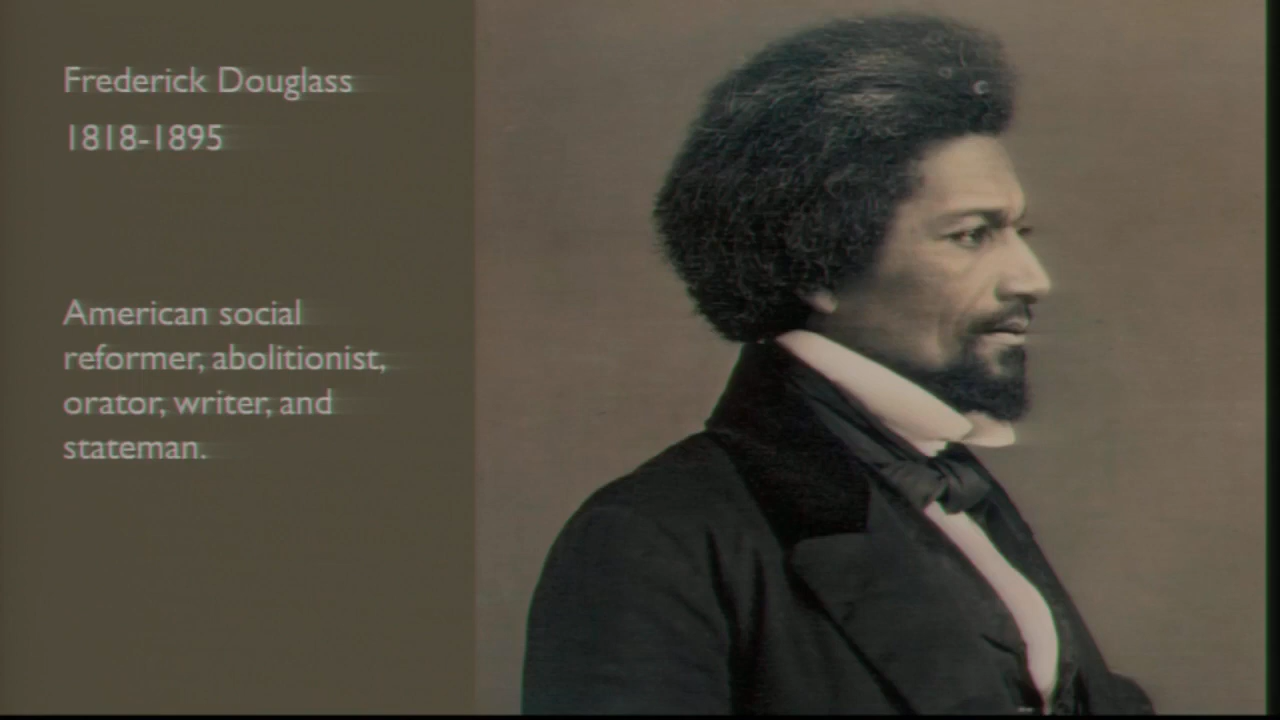 Frederick Douglass
1818-1895
American social
reformer, abolitionist,
orator, writer, and
stateman.